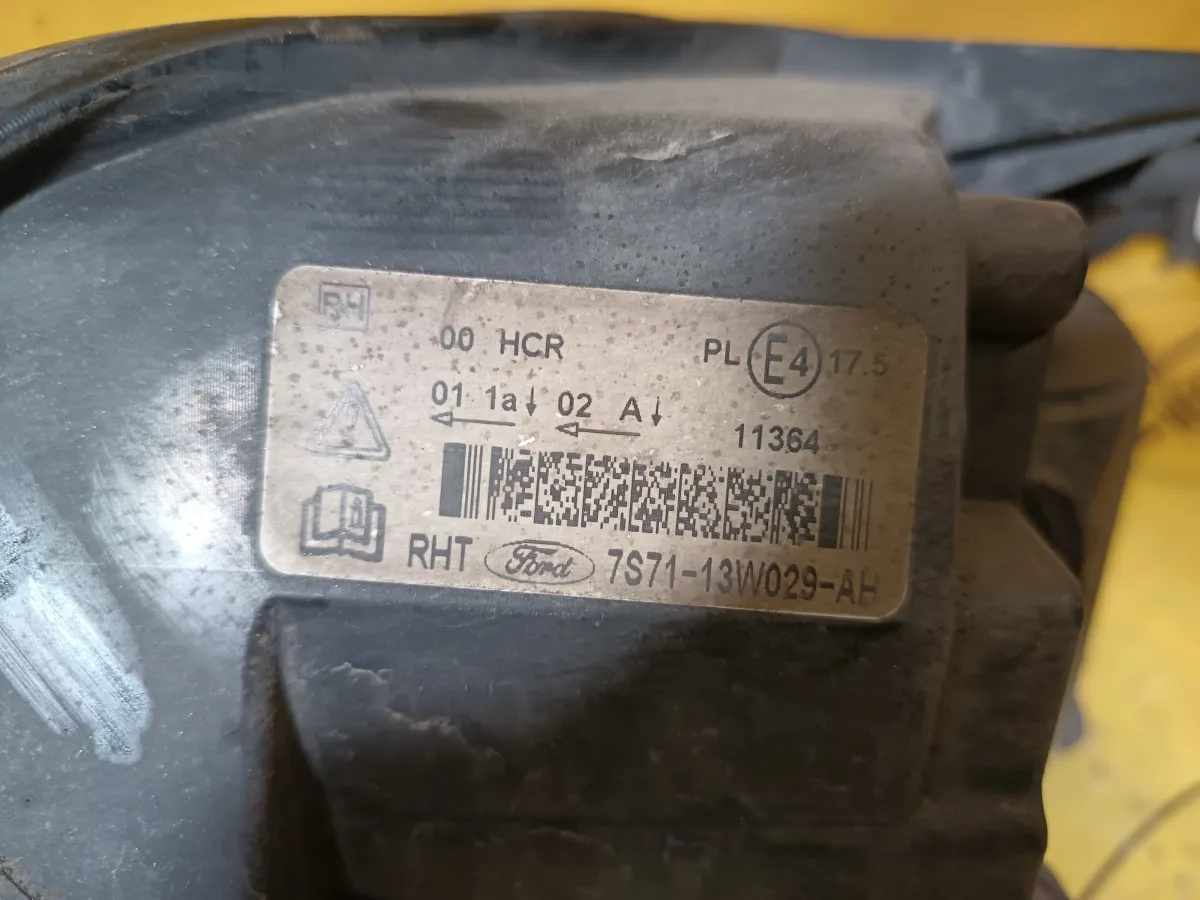 RH
00 HCR PL E4 17.5
01 1a↓ 02 A↓
11364
RHT Ford 7S71-13W029-AH